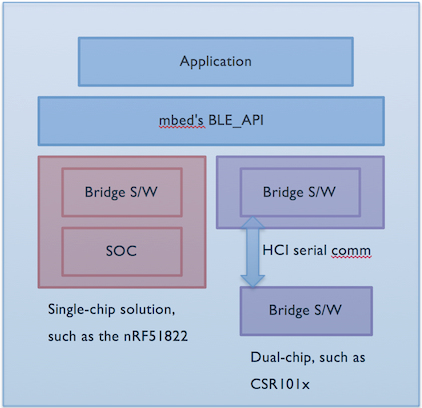 Application
mbed's BLE_API
Bridge S/W
Bridge S/W
SOC
HCI serial comm
Single-chip solution,
such as the nRF51822
Bridge S/W
Dual-chip, such as
CSR101x